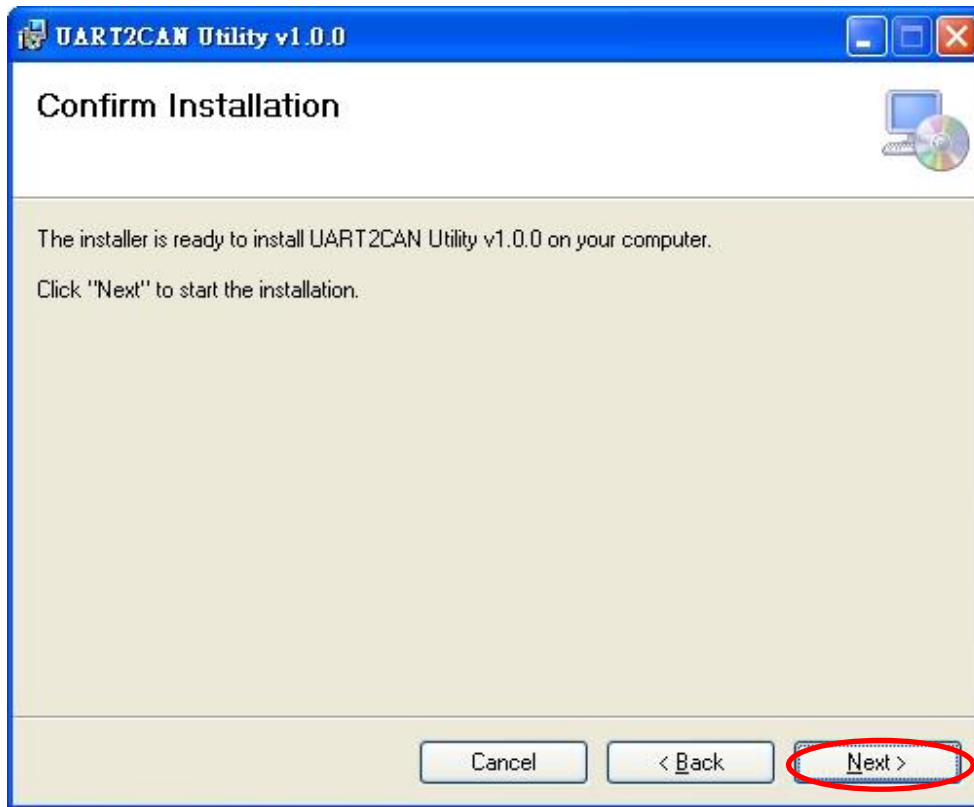 UART2CAN Utility v1.0.0
Confirm Installation
The installer is ready to install UART2CAN Utility v1.0.0 on your computer.
Click "Next" to start the installation.
Cancel
< Back
Next >